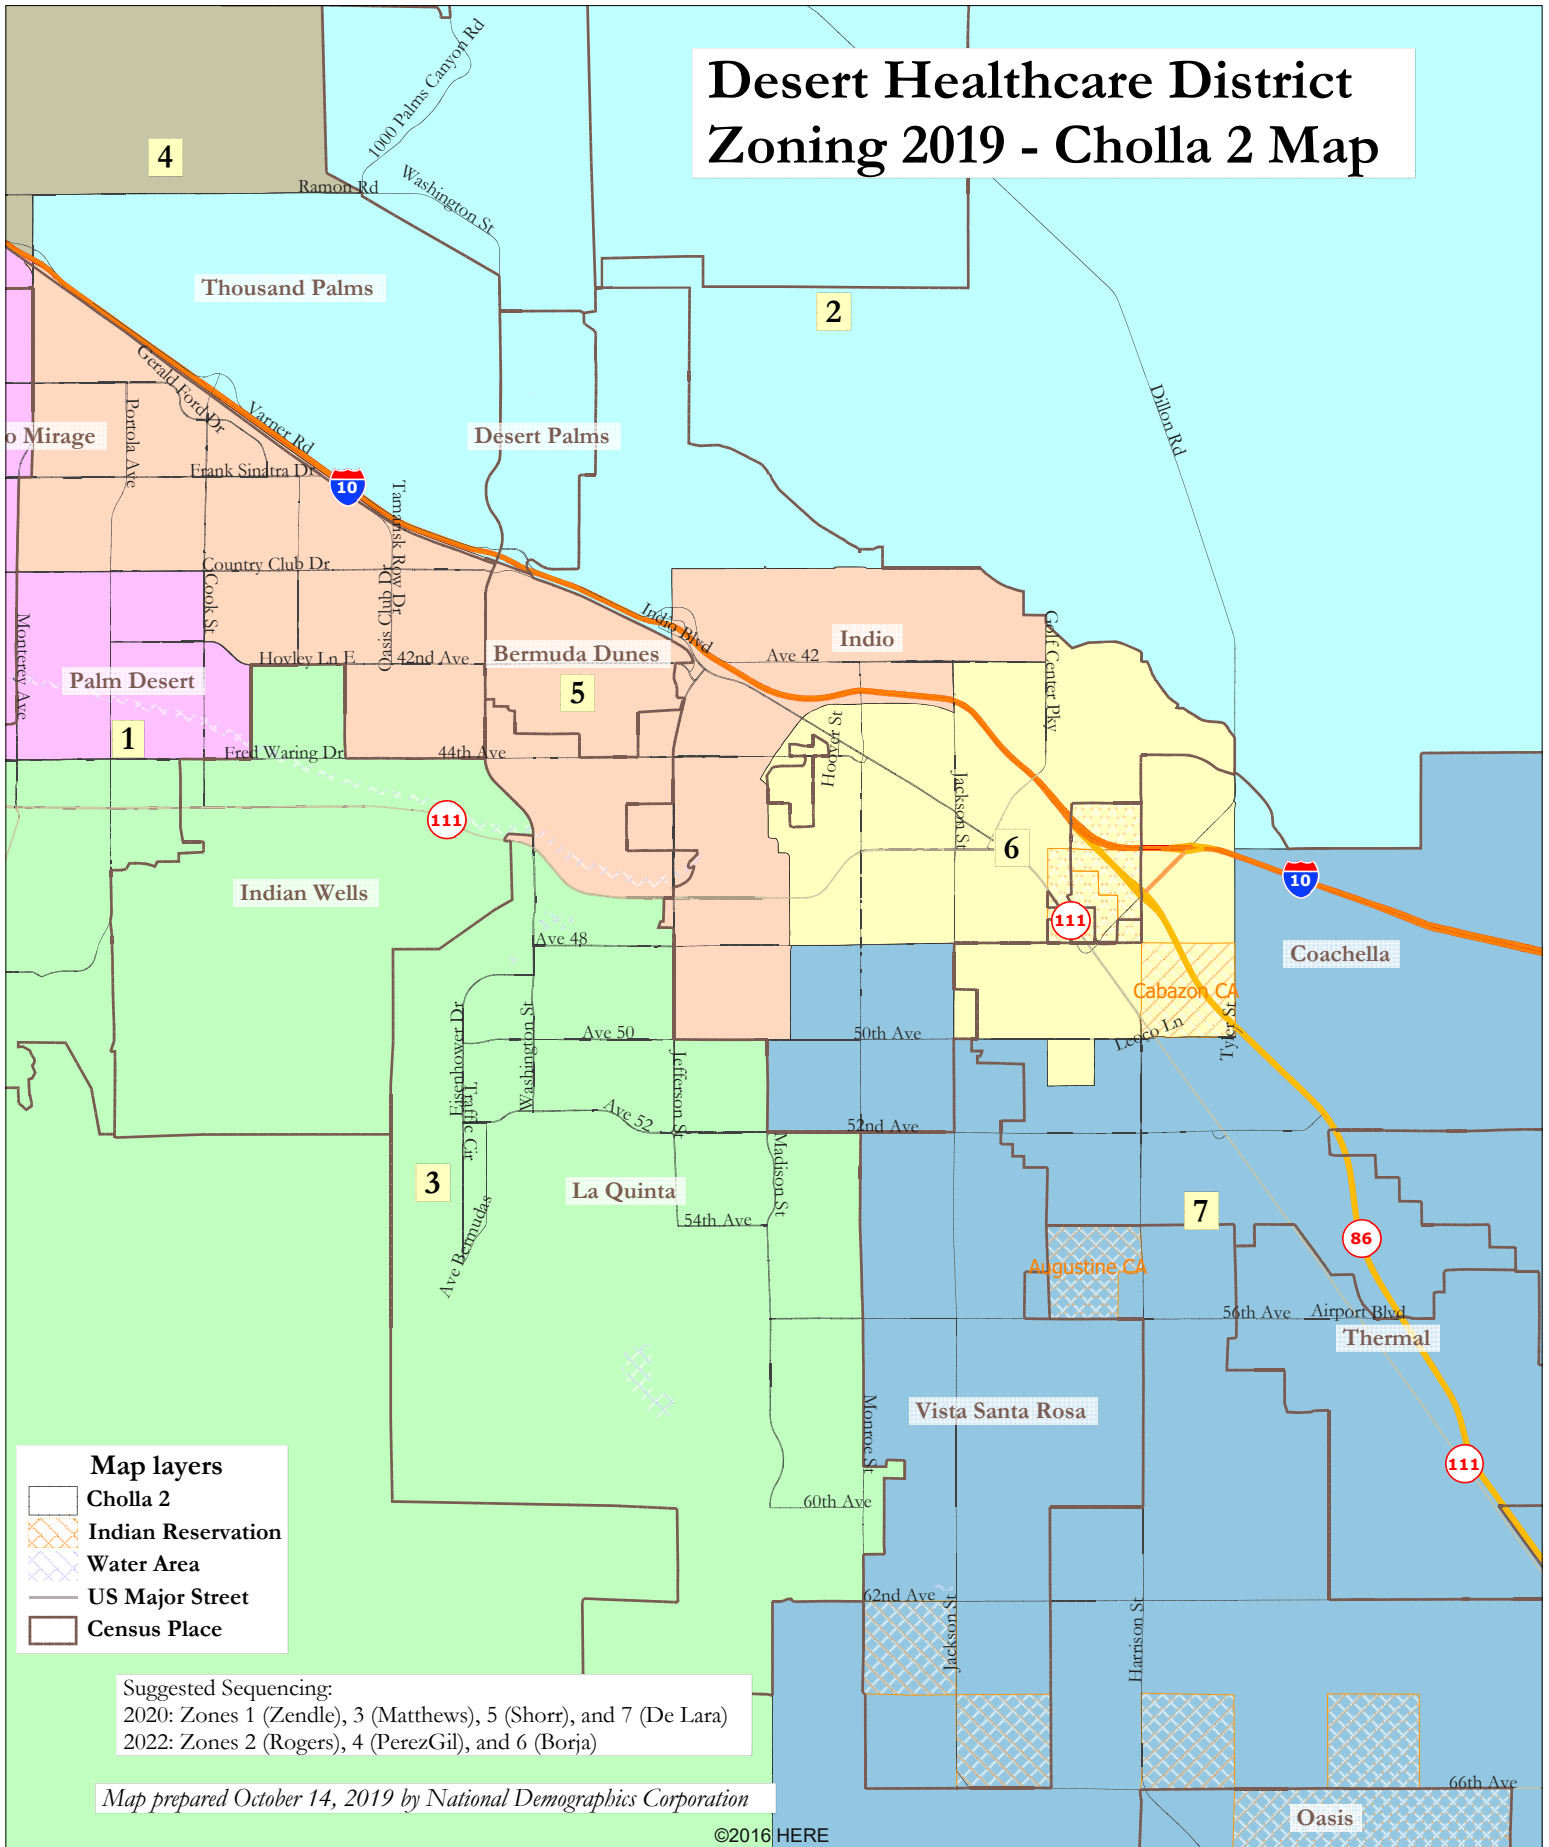 Desert Healthcare District
Zoning 2019 - Cholla 2 Map
1000 Palms Canyon Rd
4
Ramon Rd
Washington St
Thousand Palms
2
Gerald Ford Dr
Varner Rd
Portola Ave
o Mirage
Desert Palms
Dillon Rd
Frank Sinatra Dr
10
Tamarisk Row Dr
Country Club Dr
Cook St
Oasis Club Dr
Monterey Ave
Indio Blvd
Indio
Golf Center Pky
Hovley Ln E
42nd Ave
Bermuda Dunes
Ave 42
Palm Desert
5
1
Hoover St
Fred Waring Dr
44th Ave
Jackson St
111
6
10
Indian Wells
111
Ave 48
Coachella
Cabazon CA
Eisenhower Dr
Washington St
Ave 50
50th Ave
Leoco Ln
Tyler St
Traffic Cir
Jefferson St
Ave 52
52nd Ave
Madison St
3
La Quinta
7
54th Ave
86
Ave Bermudas
Augustine CA
56th Ave
Airport Blvd
Thermal
Monroe St
Vista Santa Rosa
111
Map layers
Cholla 2
Indian Reservation
Water Area
US Major Street
Census Place
60th Ave
62nd Ave
Jackson St
Harrison St
Suggested Sequencing:
2020: Zones 1 (Zendle), 3 (Matthews), 5 (Shorr), and 7 (De Lara)
2022: Zones 2 (Rogers), 4 (PerezGil), and 6 (Borja)
66th Ave
Map prepared October 14, 2019 by National Demographics Corporation
Oasis
©2016 HERE